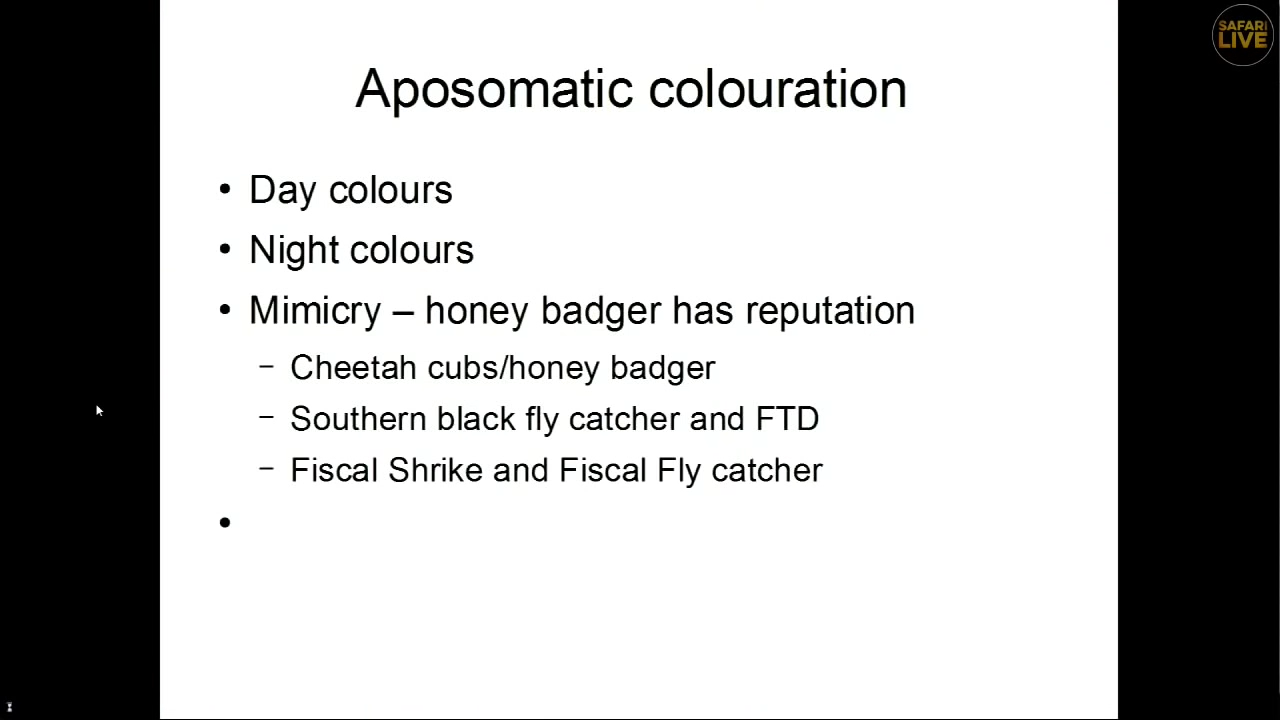 SAFARI
LIVE
Aposomatic colouration
• Day colours
• Night colours
• Mimicry – honey badger has reputation
– Cheetah cubs/honey badger
– Southern black fly catcher and FTD
– Fiscal Shrike and Fiscal Fly catcher
•